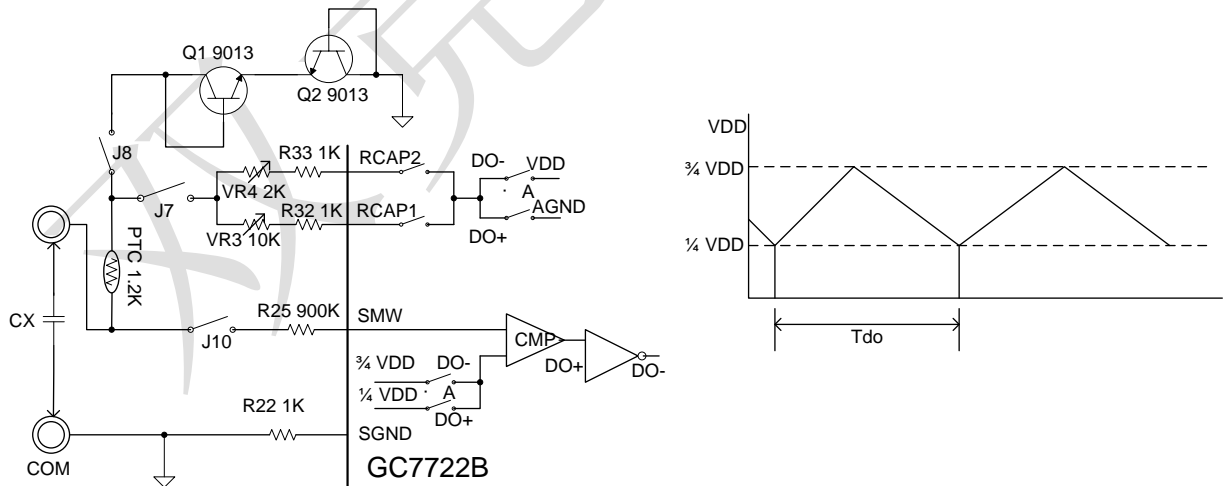 Q1 9013
Q2 9013
J8
R33 1K
RCAP2
DO-
VDD
VR4 2K
A
J7
R32 1K
RCAP1
AGND
VR3 10K
DO+
PTC 1.2K
R25 900K
SMW
CX
J10
CMP
DO+
DO-
¾ VDD
DO-
¼ VDD
A
DO+
R22 1K
SGND
COM
GC7722B
VDD
¾ VDD
¼ VDD
Tdo